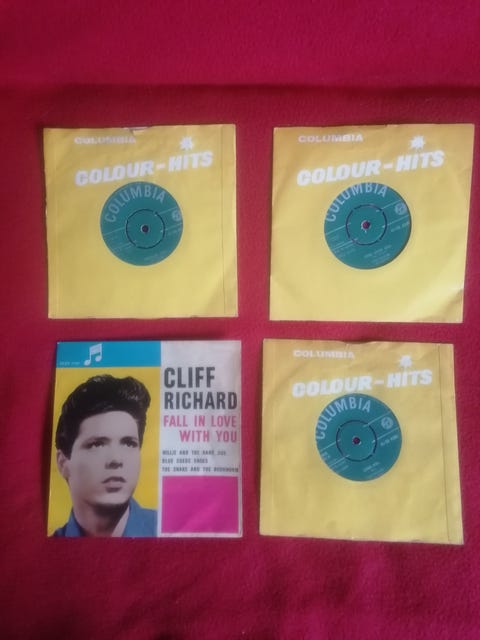 COLUMBIA
COLOUR-HITS
COLUMBIA
COLUMBIA
COLOUR-HITS
COLUMBIA
CLIFF
RICHARD
FALL IN LOVE
WITH YOU
WILLIE AND THE HAND JIVE
BLUE SUEDE SHOES
THE SNAKE AND THE BOOKWORM
COLUMBIA
COLOUR-HITS
COLUMBIA